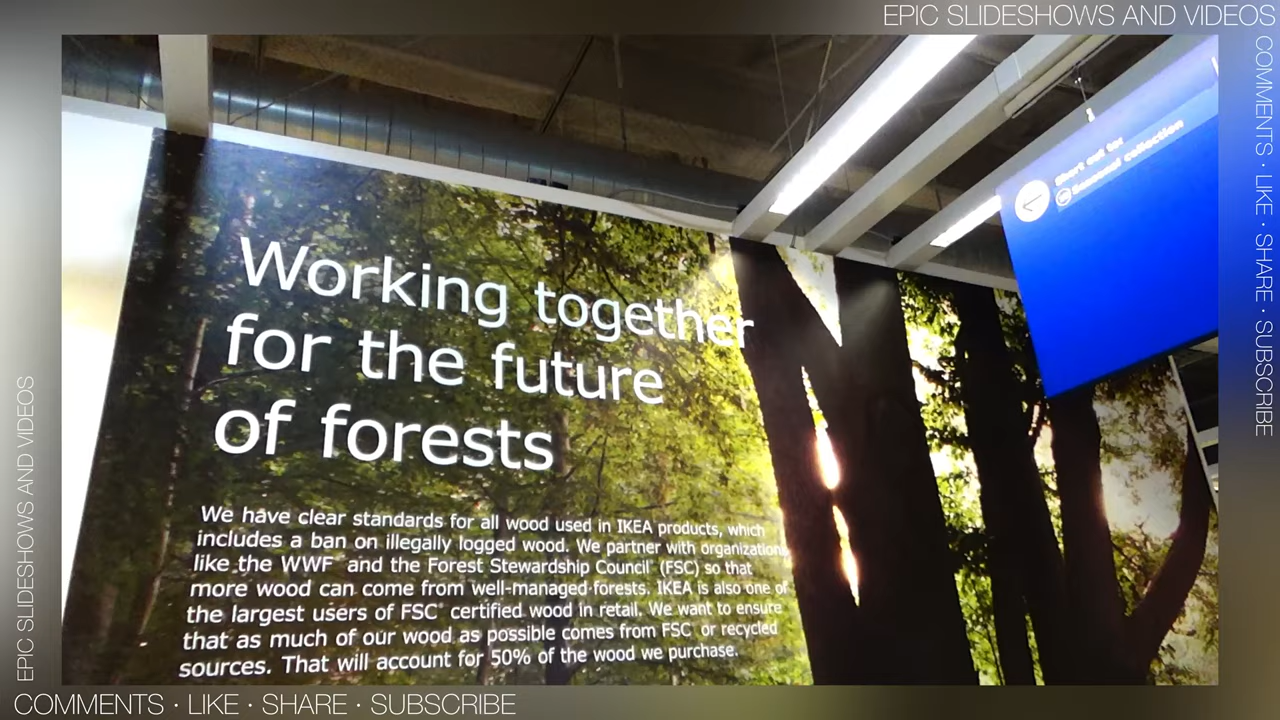 EPIC SLIDESHOWS AND VIDEOS
COMMENTS · LIKE · SHARE · SUBSCRIBE
Short cut to:
Seasonal collection
Working together
for the future
of forests
We have clear standards for all wood used in IKEA products, which
includes a ban on illegally logged wood. We partner with organizations
like the WWF and the Forest Stewardship Council (FSC) so that
more wood can come from well-managed forests. IKEA is also one of
the largest users of FSC certified wood in retail. We want to ensure
that as much of our wood as possible comes from FSC or recycled
sources. That will account for 50% of the wood we purchase.
EPIC SLIDESHOWS AND VIDEOS
COMMENTS · LIKE · SHARE · SUBSCRIBE